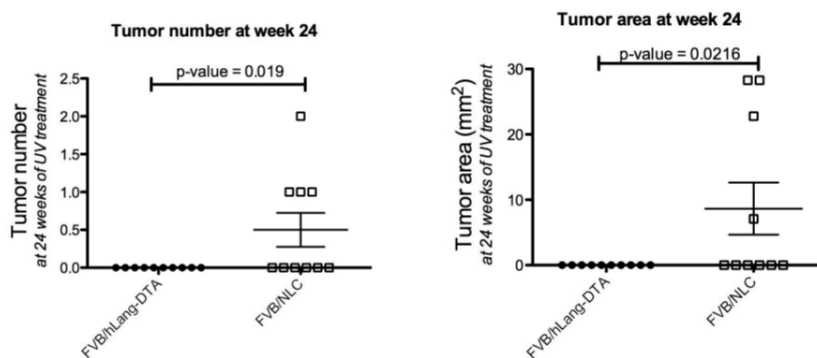 Tumor number at week 24
p-value = 0.019
Tumor number
at 24 weeks of UV treatment
2.5
2.0
1.5
1.0
0.5
0.0
FVB/hLang-DTA
FVB/NLC
Tumor area at week 24
p-value = 0.0216
Tumor area (mm²)
at 24 weeks of UV treatment
30
20
10
0
FVB/hLang-DTA
FVB/NLC